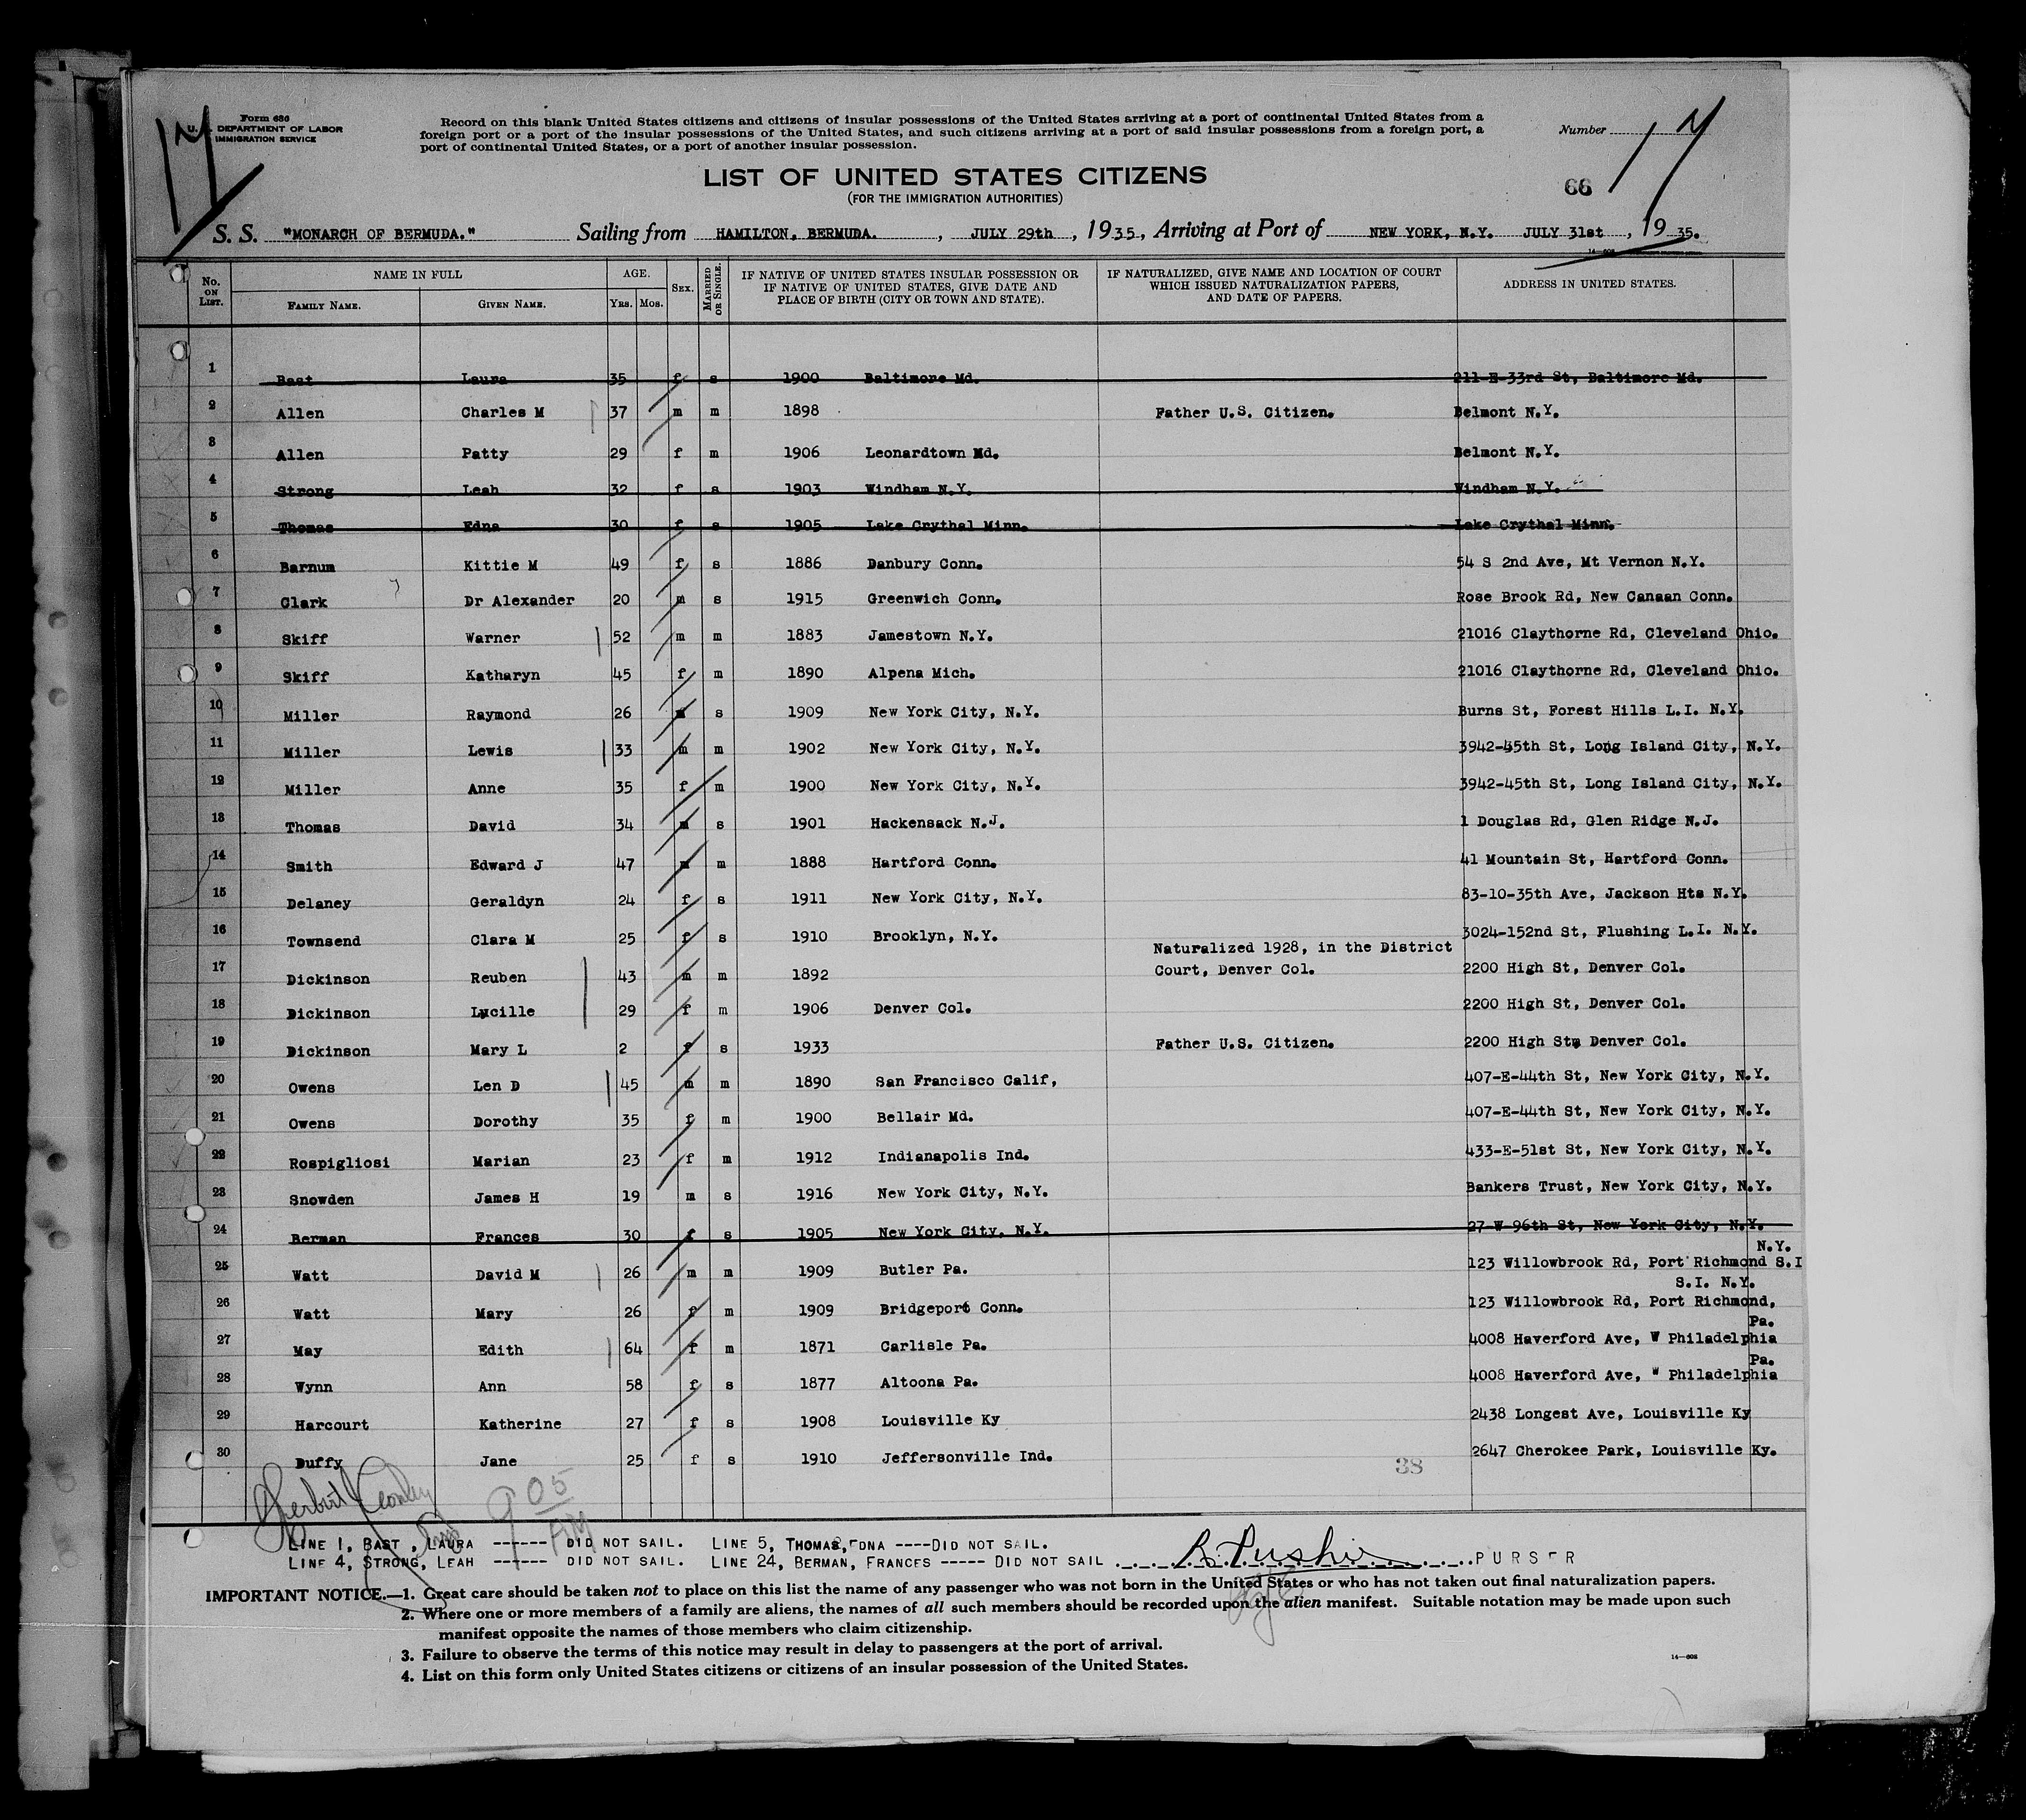 Form 686
U. S. DEPARTMENT OF LABOR
IMMIGRATION SERVICE
Record on this blank United States citizens and citizens of insular possessions of the United States arriving at a port of continental United States from a
foreign port or a port of the insular possessions of the United States, and such citizens arriving at a port of said insular possessions from a foreign port, a
port of continental United States, or a port of another insular possession.
Number 17
17
LIST OF UNITED STATES CITIZENS
(FOR THE IMMIGRATION AUTHORITIES)
66
S. S. "MONARCH OF BERMUDA." Sailing from HAMILTON, BERMUDA. , JULY 29th , 1935, Arriving at Port of NEW YORK, N.Y. JULY 31st , 1935.
No. ON LIST. NAME IN FULL FAMILY NAME. GIVEN NAME. AGE. YRS. MOS. SEX. MARRIED OR SINGLE. IF NATIVE OF UNITED STATES INSULAR POSSESSION OR IF NATIVE OF UNITED STATES, GIVE DATE AND PLACE OF BIRTH (CITY OR TOWN AND STATE). IF NATURALIZED, GIVE NAME AND LOCATION OF COURT WHICH ISSUED NATURALIZATION PAPERS, AND DATE OF PAPERS. ADDRESS IN UNITED STATES.
1 Bast Laura 35 f s 1900 Baltimore Md. 211-E-33rd St, Baltimore Md.
2 Allen Charles M 37 m m 1898 Father U.S. Citizen. Belmont N.Y.
3 Allen Patty 29 f m 1906 Leonardtown Md. Belmont N.Y.
4 Strong Leah 32 f s 1903 Windham N.Y. Windham N.Y.
5 Thomas Edna 30 f s 1905 Lake Crythal Minn. Lake Crythal Minn.
6 Barnum Kittie M 49 f s 1886 Danbury Conn. 54 S 2nd Ave, Mt Vernon N.Y.
7 Clark Dr Alexander 20 m s 1915 Greenwich Conn. Rose Brook Rd, New Canaan Conn.
8 Skiff Warner 52 m m 1883 Jamestown N.Y. 21016 Claythorne Rd, Cleveland Ohio.
9 Skiff Katharyn 45 f m 1890 Alpena Mich. 21016 Claythorne Rd, Cleveland Ohio.
10 Miller Raymond 26 m s 1909 New York City, N.Y. Burns St, Forest Hills L.I. N.Y.
11 Miller Lewis 33 m m 1902 New York City, N.Y. 3942-45th St, Long Island City, N.Y.
12 Miller Anne 35 f m 1900 New York City, N.Y. 3942-45th St, Long Island City, N.Y.
13 Thomas David 34 m s 1901 Hackensack N.J. 1 Douglas Rd, Glen Ridge N.J.
14 Smith Edward J 47 m m 1888 Hartford Conn. 41 Mountain St, Hartford Conn.
15 Delaney Geraldyn 24 f s 1911 New York City, N.Y. 83-10-35th Ave, Jackson Hts N.Y.
16 Townsend Clara M 25 f s 1910 Brooklyn, N.Y. 3024-152nd St, Flushing L.I. N.Y.
Naturalized 1928, in the District
17 Dickinson Reuben 43 m m 1892 Court, Denver Col. 2200 High St, Denver Col.
18 Dickinson Lucille 29 f m 1906 Denver Col. 2200 High St, Denver Col.
19 Dickinson Mary L 2 f s 1933 Father U.S. Citizen. 2200 High St, Denver Col.
20 Owens Len D 45 m m 1890 San Francisco Calif, 407-E-44th St, New York City, N.Y.
21 Owens Dorothy 35 f m 1900 Bellair Md. 407-E-44th St, New York City, N.Y.
22 Rospigliosi Marian 23 f m 1912 Indianapolis Ind. 433-E-51st St, New York City, N.Y.
23 Snowden James H 19 m s 1916 New York City, N.Y. Bankers Trust, New York City, N.Y.
24 Berman Frances 30 f s 1905 New York City, N.Y. 27-W-96th St, New York City, N.Y.
N.Y.
25 Watt David M 26 m m 1909 Butler Pa. 123 Willowbrook Rd, Port Richmond S.I
S.I. N.Y.
26 Watt Mary 26 f m 1909 Bridgeport Conn. 123 Willowbrook Rd, Port Richmond,
Pa.
27 May Edith 64 f m 1871 Carlisle Pa. 4008 Haverford Ave, W Philadelphia
Pa.
28 Wynn Ann 58 f s 1877 Altoona Pa. 4008 Haverford Ave, W Philadelphia
29 Harcourt Katherine 27 f s 1908 Louisville Ky 2438 Longest Ave, Louisville Ky
30 Duffy Jane 25 f s 1910 Jeffersonville Ind. 2647 Cherokee Park, Louisville Ky.
38
9 05 AM
LINE 1, BAST , LAURA ------ DID NOT SAIL. LINE 5, THOMAS, EDNA ----DID NOT SAIL.
LINE 4, STRONG, LEAH ------ DID NOT SAIL. LINE 24, BERMAN, FRANCES ----- DID NOT SAIL PURSER
IMPORTANT NOTICE.—1. Great care should be taken not to place on this list the name of any passenger who was not born in the United States or who has not taken out final naturalization papers.
2. Where one or more members of a family are aliens, the names of all such members should be recorded upon the alien manifest. Suitable notation may be made upon such
manifest opposite the names of those members who claim citizenship.
3. Failure to observe the terms of this notice may result in delay to passengers at the port of arrival.
4. List on this form only United States citizens or citizens of an insular possession of the United States.
14—608